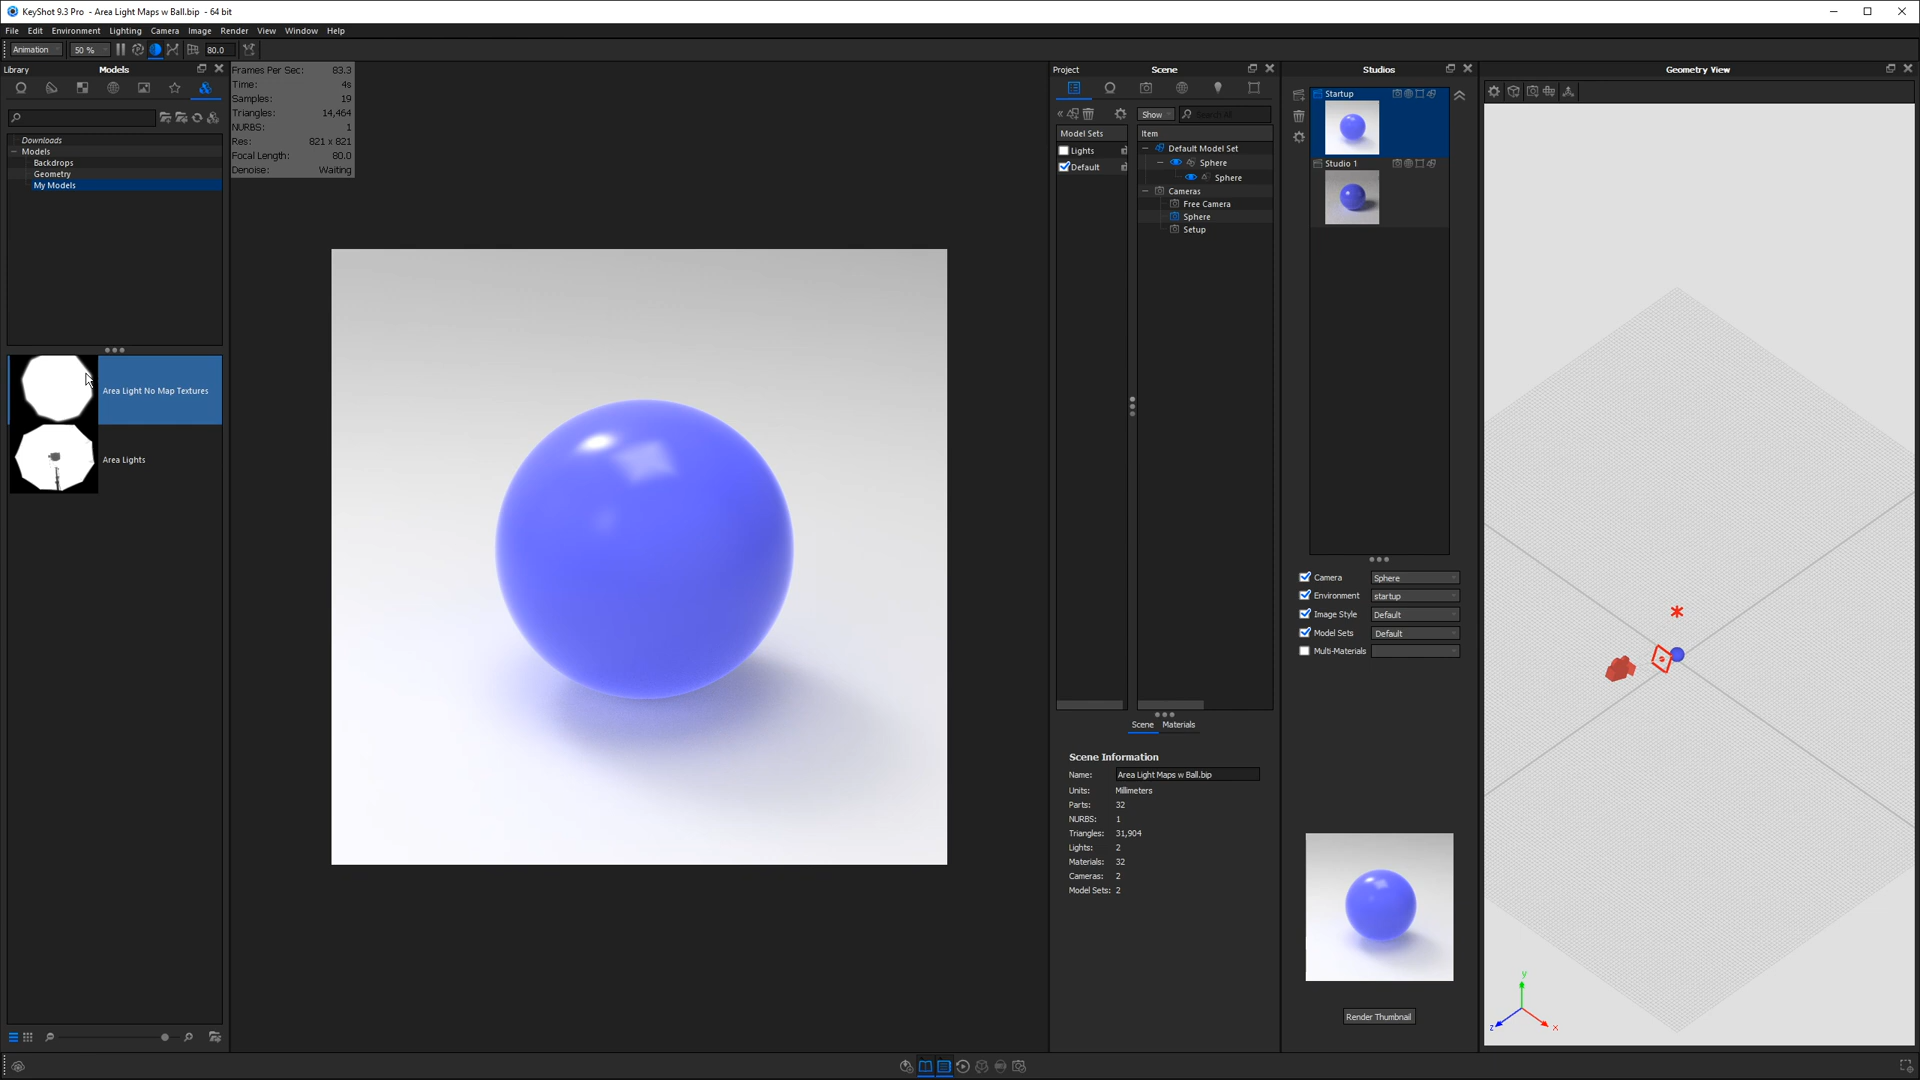 KeyShot 9.3 Pro - Area Light Maps w Ball.bip - 64 bit
File Edit Environment Lighting Camera Image Render View Window Help
Animation 50 % 80.0
Library Models
Downloads
Models
Backdrops
Geometry
My Models
Area Light No Map Textures
Area Lights
Frames Per Sec: 83.3
Time: 4s
Samples: 19
Triangles: 14,464
NURBS: 1
Res: 821 x 821
Focal Length: 80.0
Denoise: Waiting
Project Scene
Show Search All
Model Sets Item
Lights
Default
Default Model Set
Sphere
Sphere
Cameras
Free Camera
Sphere
Setup
Scene Materials
Scene Information
Name: Area Light Maps w Ball.bip
Units: Millimeters
Parts: 32
NURBS: 1
Triangles: 31,904
Lights: 2
Materials: 32
Cameras: 2
Model Sets: 2
Studios
Startup
Studio 1
Camera Sphere
Environment startup
Image Style Default
Model Sets Default
Multi-Materials
Render Thumbnail
Geometry View
y
z x